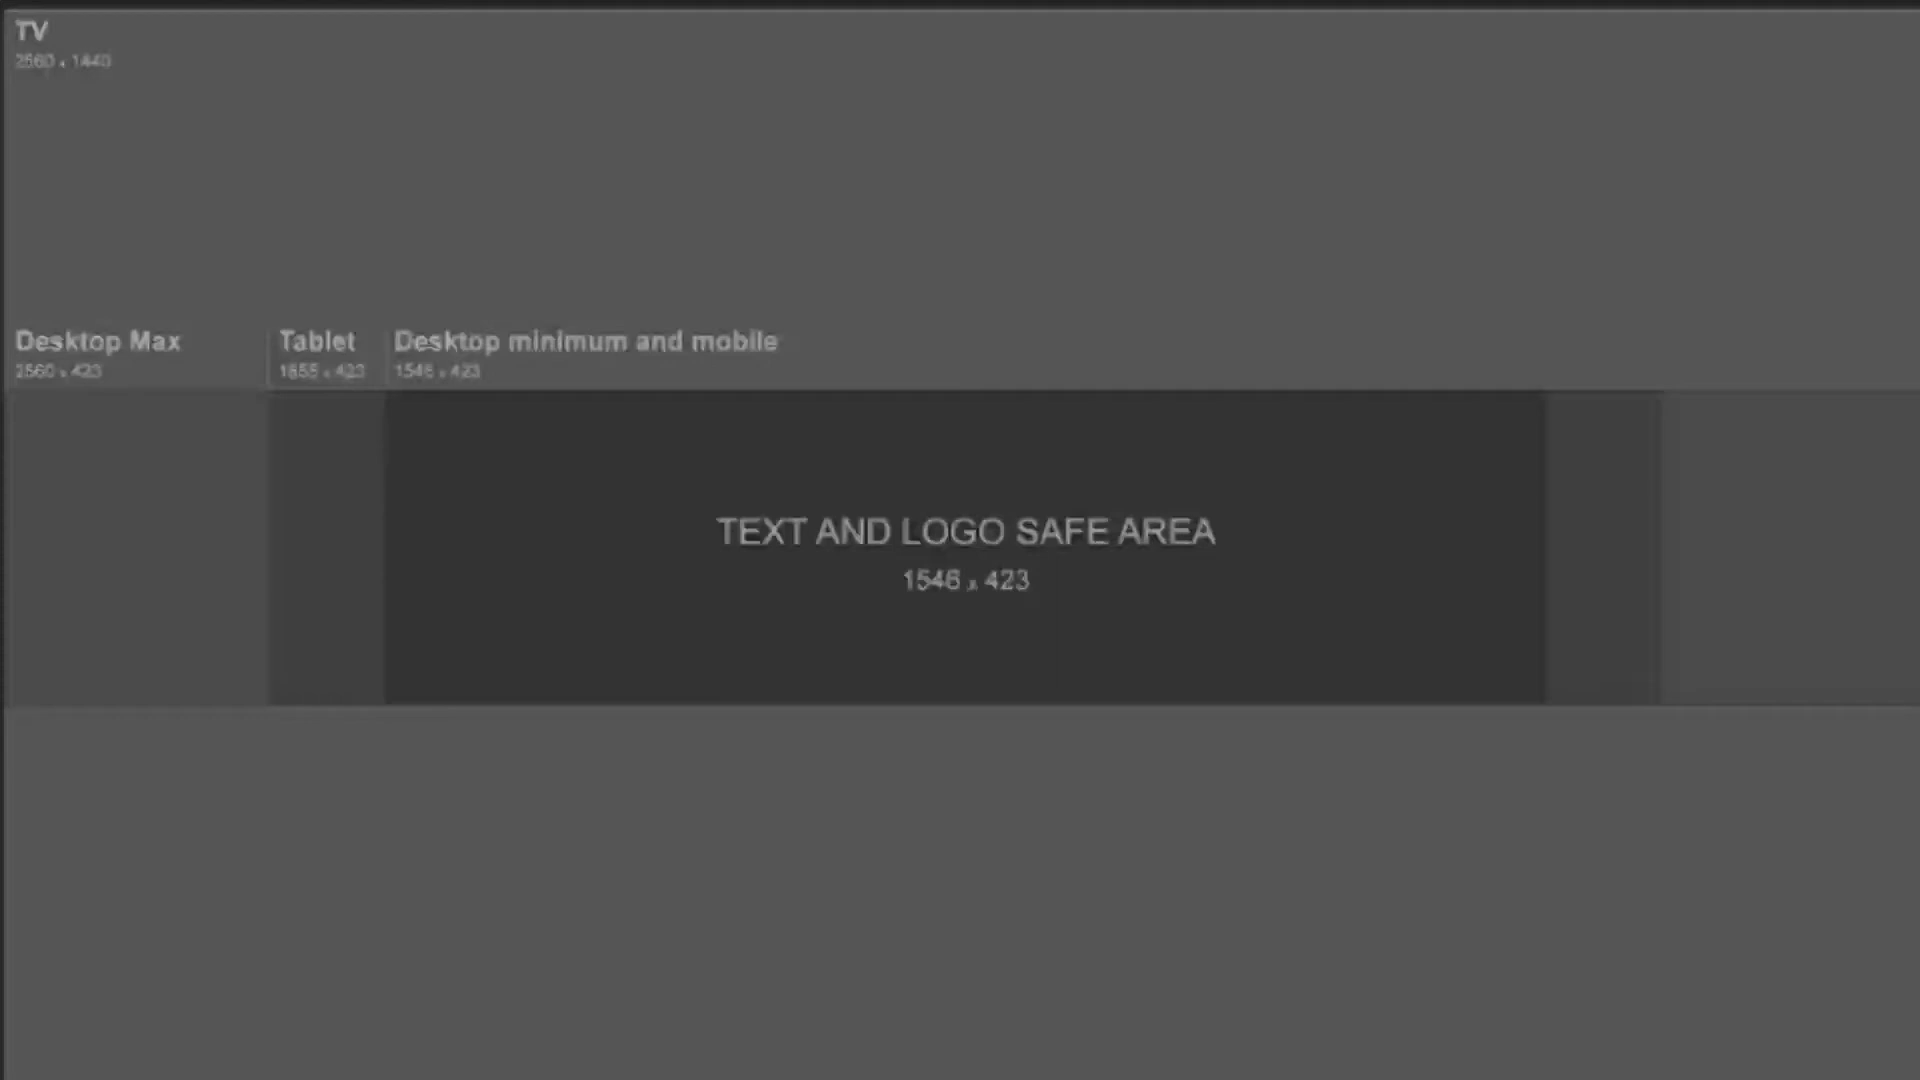 TV
2560 x 1440
Desktop Max
2560 x 423
Tablet
1855 x 423
Desktop minimum and mobile
1546 x 423
TEXT AND LOGO SAFE AREA
1546 x 423